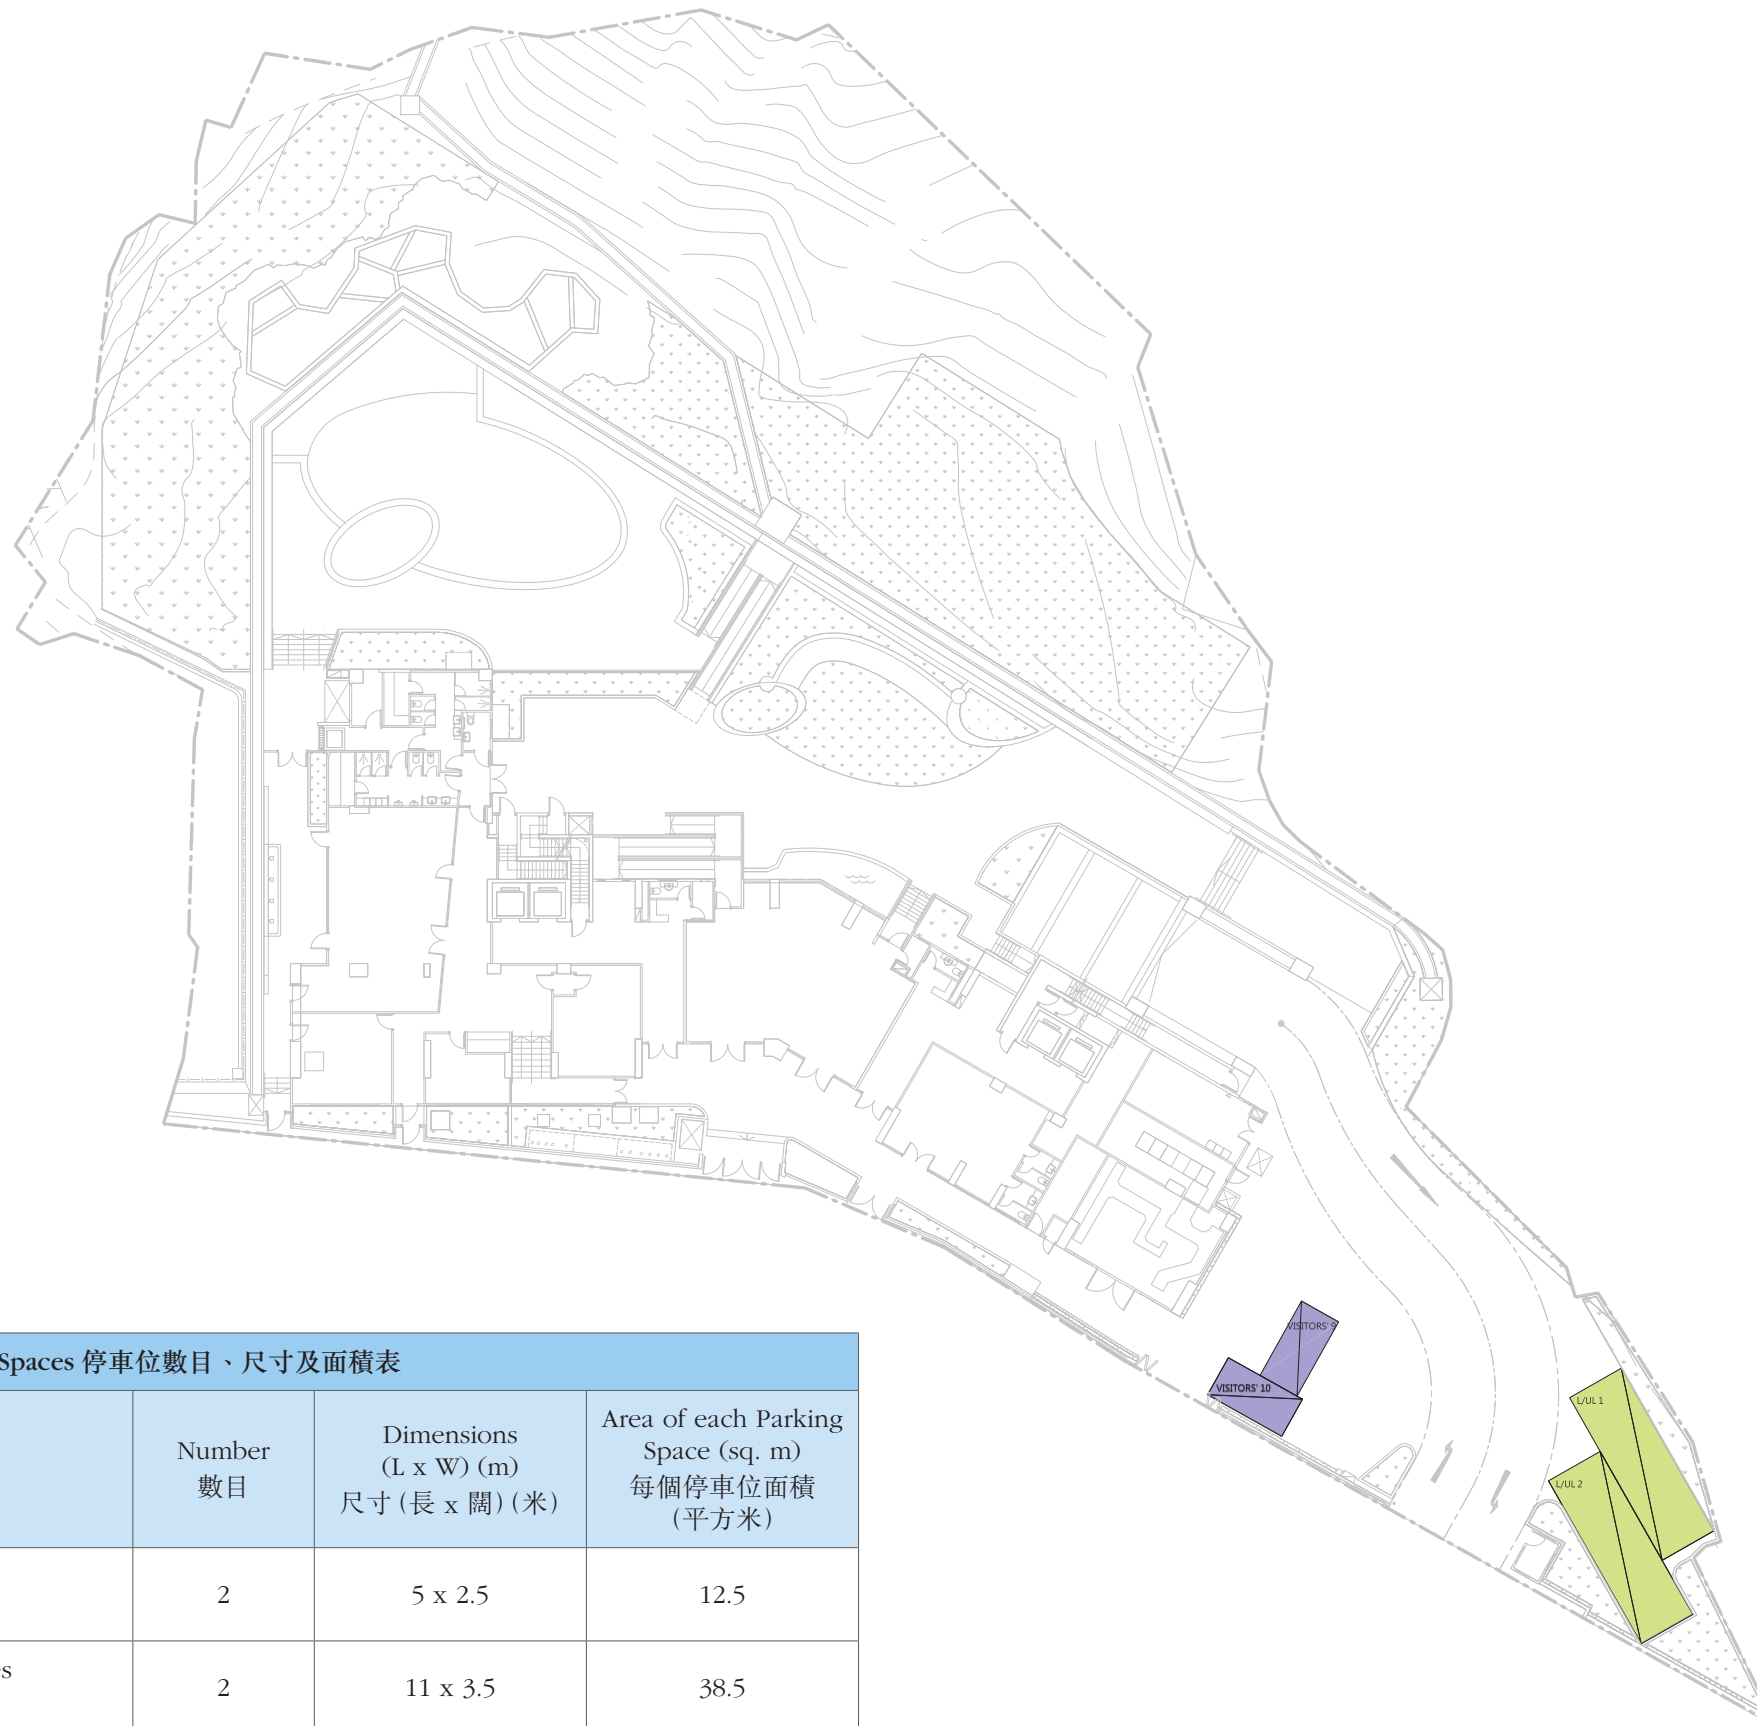 VISITORS' 9
VISITORS' 10
L/UL 1
L/UL 2
Spaces 停車位數目、尺寸及面積表
Number
數目
Dimensions
(L x W) (m)
尺寸 (長 x 闊) (米)
Area of each Parking
Space (sq. m)
每個停車位面積
(平方米)
2
5 x 2.5
12.5
es
2
11 x 3.5
38.5